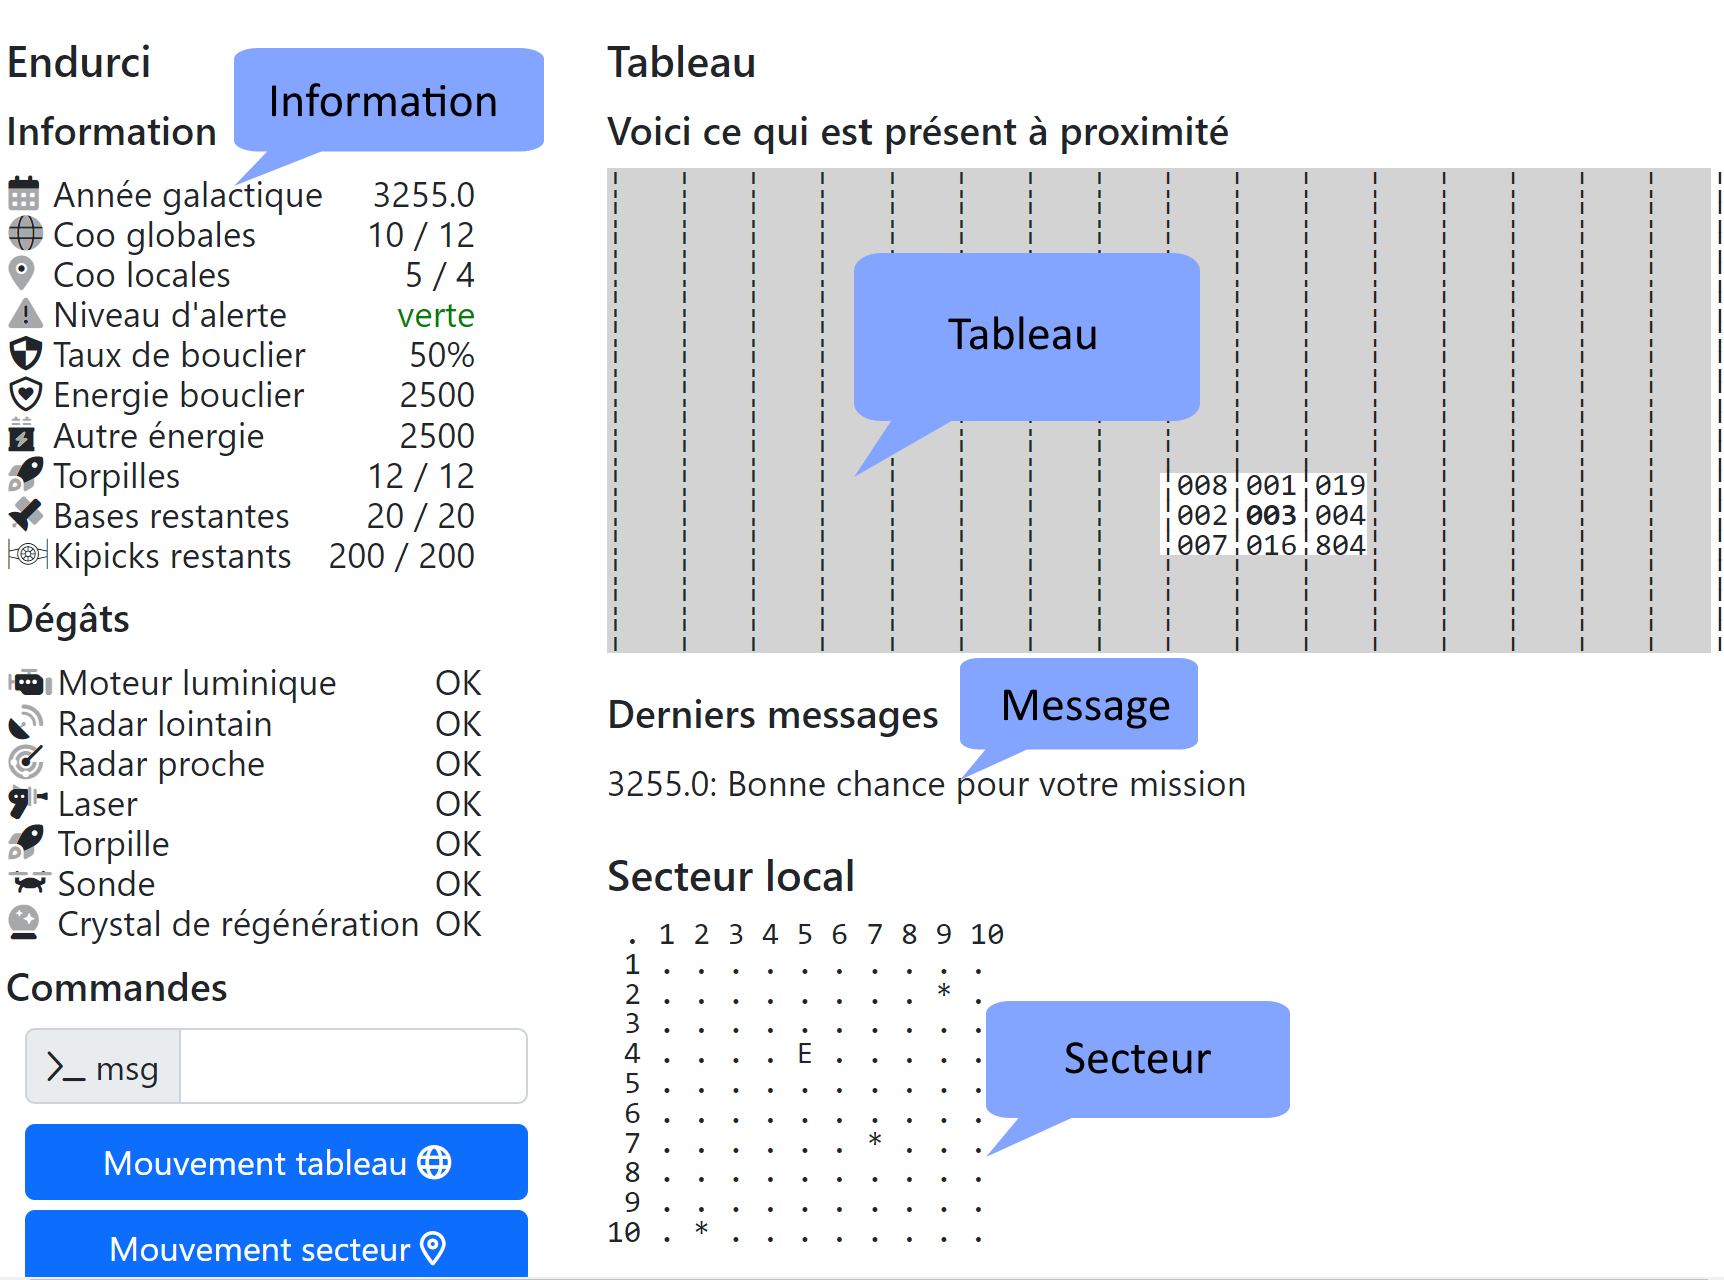 Endurci
Information
Information
Année galactique 3255.0
Coo globales 10 / 12
Coo locales 5 / 4
Niveau d'alerte verte
Taux de bouclier 50%
Energie bouclier 2500
Autre énergie 2500
Torpilles 12 / 12
Bases restantes 20 / 20
Kipicks restants 200 / 200
Dégâts
Moteur luminique OK
Radar lointain OK
Radar proche OK
Laser OK
Torpille OK
Sonde OK
Crystal de régénération OK
Commandes
msg
Mouvement tableau
Mouvement secteur
Tableau
Voici ce qui est présent à proximité
Tableau
|008|001|019
|002|003|004
|007|016|804
Derniers messages
Message
3255.0: Bonne chance pour votre mission
Secteur local
. 1 2 3 4 5 6 7 8 9 10
1 . . . . . . . . . .
2 . . . . . . . . * .
3 . . . . . . . . . .
4 . . . . E . . . . .
5 . . . . . . . . . .
6 . . . . . . . . . .
7 . . . . . . * . . .
8 . . . . . . . . . .
9 . . . . . . . . . .
10 . * . . . . . . . .
Secteur